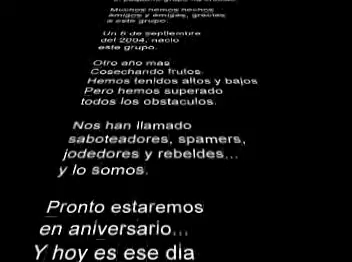 Muchos hemos hechos
amigos y amigas, gracias
a este grupo.
Un 6 de septiembre
del 2004, nacio
este grupo.
Otro año mas
Cosechando frutos.
Hemos tenidos altos y bajos
Pero hemos superado
todos los obstaculos.
Nos han llamado
saboteadores, spamers,
jodedores y rebeldes...
y lo somos.
Pronto estaremos
en aniversario...
Y hoy es ese dia